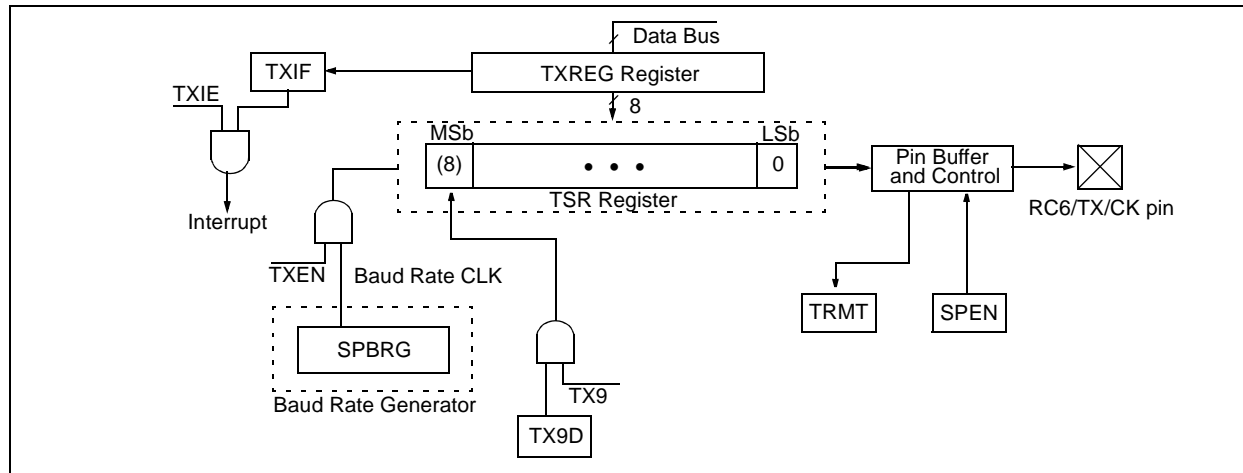 Data Bus
TXIF
TXREG Register
TXIE
8
MSb
LSb
(8)
• • •
0
TSR Register
Pin Buffer
and Control
Interrupt
RC6/TX/CK pin
TXEN
Baud Rate CLK
TRMT
SPEN
SPBRG
TX9
Baud Rate Generator
TX9D